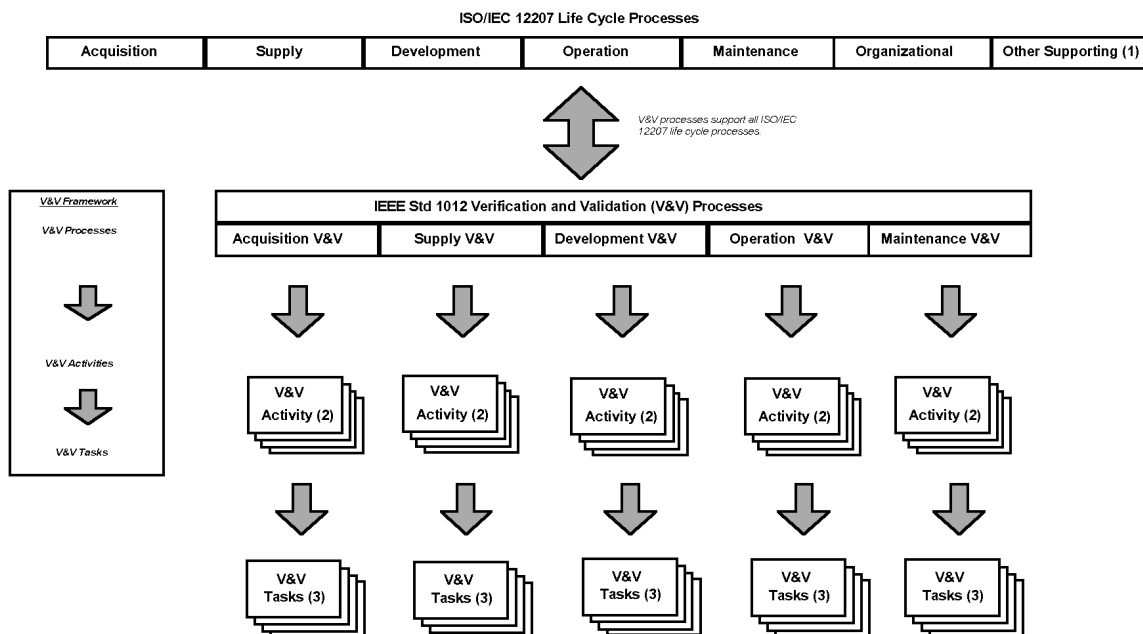 ISO/IEC 12207 Life Cycle Processes
Acquisition Supply Development Operation Maintenance Organizational Other Supporting (1)
V&V processes support all ISO/IEC
12207 life cycle processes.
V&V Framework
V&V Processes
V&V Activities
V&V Tasks
IEEE Std 1012 Verification and Validation (V&V) Processes
Acquisition V&V Supply V&V Development V&V Operation V&V Maintenance V&V
V&V
Activity (2)
V&V
Activity (2)
V&V
Activity (2)
V&V
Activity (2)
V&V
Activity (2)
V&V
Tasks (3)
V&V
Tasks (3)
V&V
Tasks (3)
V&V
Tasks (3)
V&V
Tasks (3)